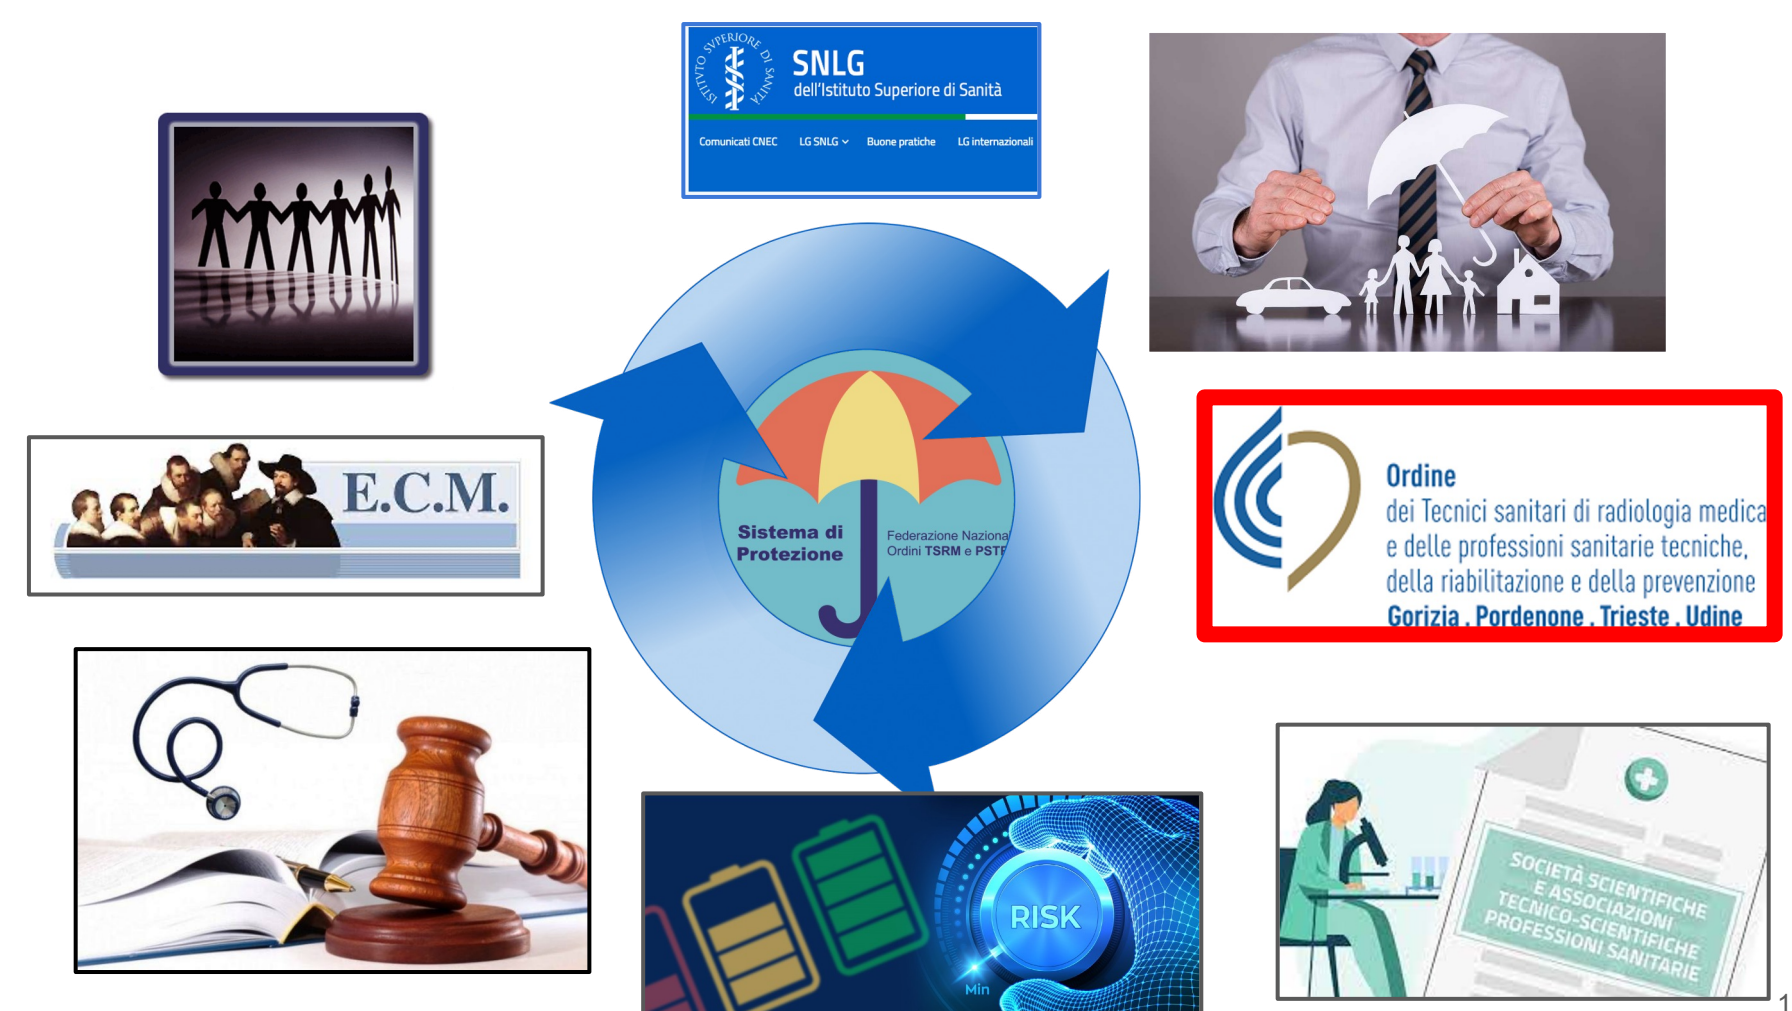 ISTITUTO SVPERIORE DI SANITÀ
SNLG
dell'Istituto Superiore di Sanità
Comunicati CNEC LG SNLG Buone pratiche LG internazionali
E.C.M.
Sistema di
Protezione
Federazione Naziona
Ordini TSRM e PSTR
Ordine
dei Tecnici sanitari di radiologia medica
e delle professioni sanitarie tecniche,
della riabilitazione e della prevenzione
Gorizia . Pordenone . Trieste . Udine
RISK
Min
SOCIETÀ SCIENTIFICHE
E ASSOCIAZIONI
TECNICO-SCIENTIFICHE
PROFESSIONI SANITARIE
1